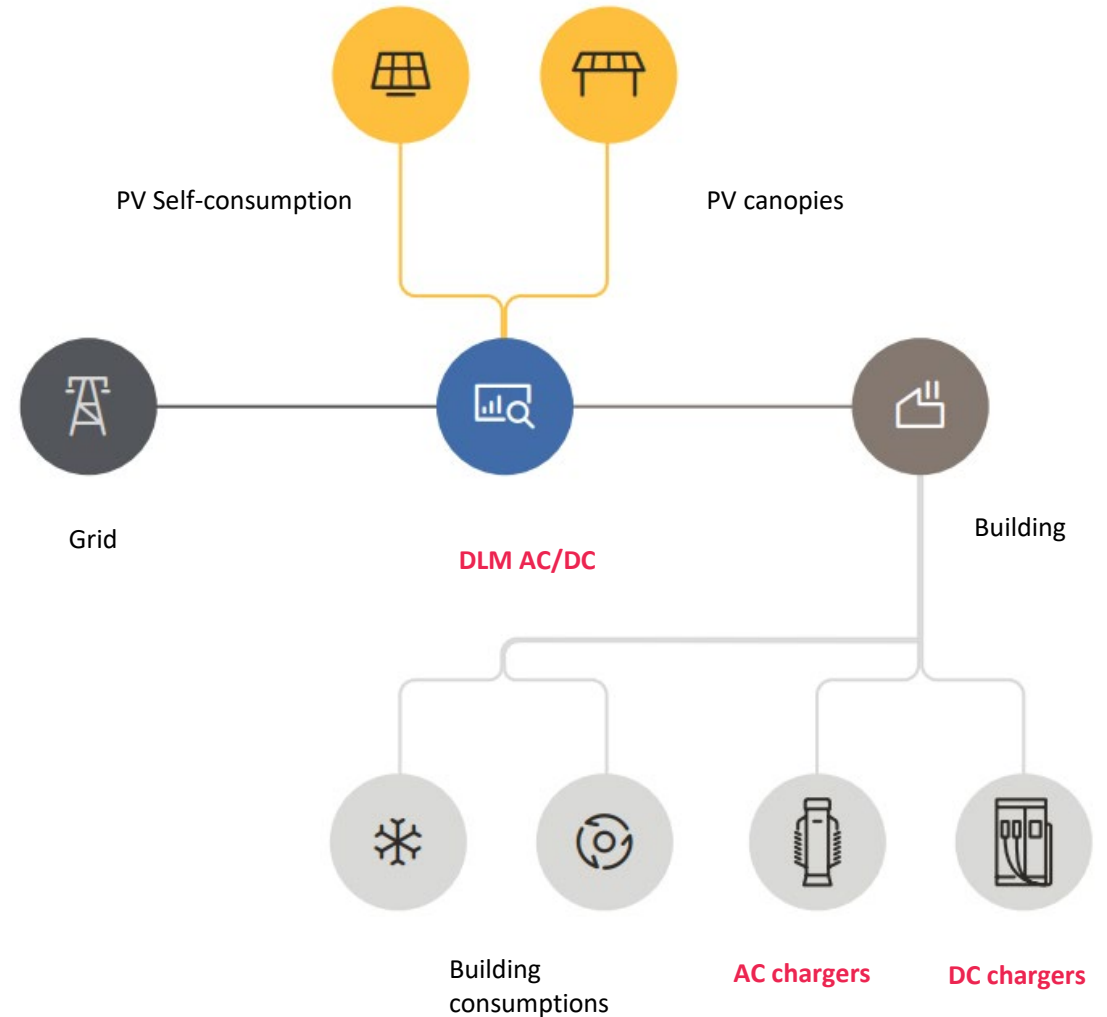 PV Self-consumption
PV canopies
Grid
DLM AC/DC
Building
Building
consumptions
AC chargers
DC chargers